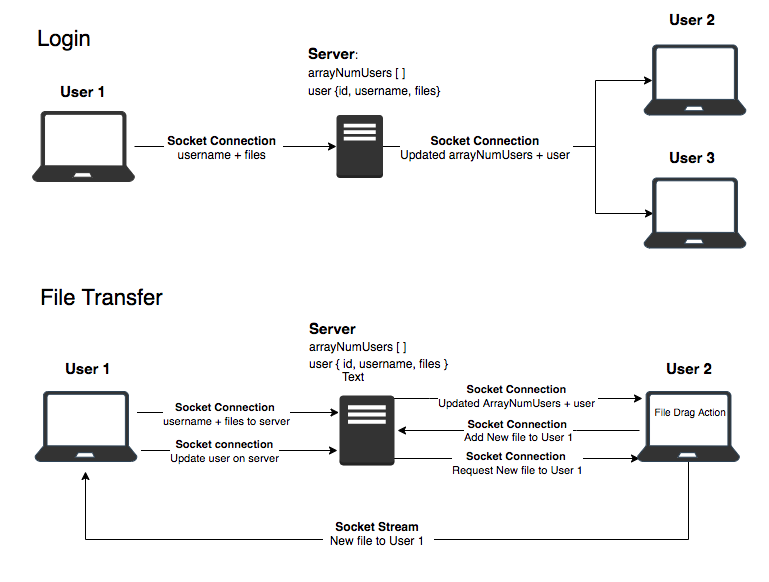 Login
User 2
Server:
arrayNumUsers [ ]
user {id, username, files}
User 1
Socket Connection
username + files
Socket Connection
Updated arrayNumUsers + user
User 3
File Transfer
Server
arrayNumUsers [ ]
user { id, username, files }
Text
User 1
User 2
Socket Connection
username + files to server
Socket connection
Update user on server
Socket Connection
Updated ArrayNumUsers + user
Socket Connection
Add New file to User 1
Socket Connection
Request New file to User 1
File Drag Action
Socket Stream
New file to User 1